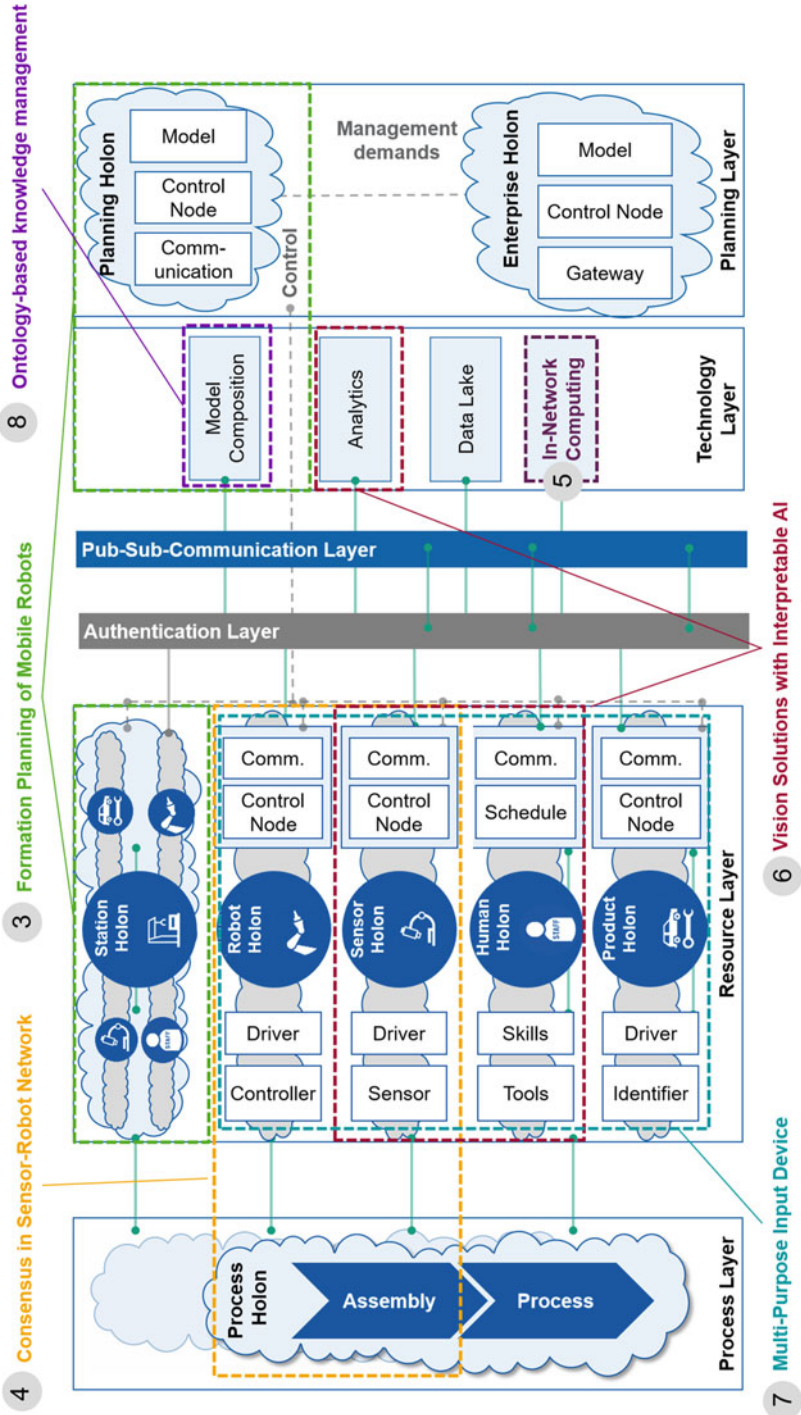 4
Consensus in Sensor-Robot Network
3
Formation Planning of Mobile Robots
8
Ontology-based knowledge management
Process
Holon
Assembly
Process
Process Layer
Station
Holon
STAFF
Controller
Driver
Robot
Holon
Control
Node
Comm.
Sensor
Driver
Sensor
Holon
Control
Node
Comm.
Tools
Skills
Human
Holon
STAFF
Schedule
Comm.
Identifier
Driver
Product
Holon
Control
Node
Comm.
Resource Layer
Authentication Layer
Pub-Sub-Communication Layer
Model
Composition
Analytics
Data Lake
In-Network
Computing
5
Technology
Layer
Control
Planning Holon
Comm-
unication
Control
Node
Model
Management
demands
Enterprise Holon
Gateway
Control Node
Model
Planning Layer
7
Multi-Purpose Input Device
6
Vision Solutions with Interpretable AI